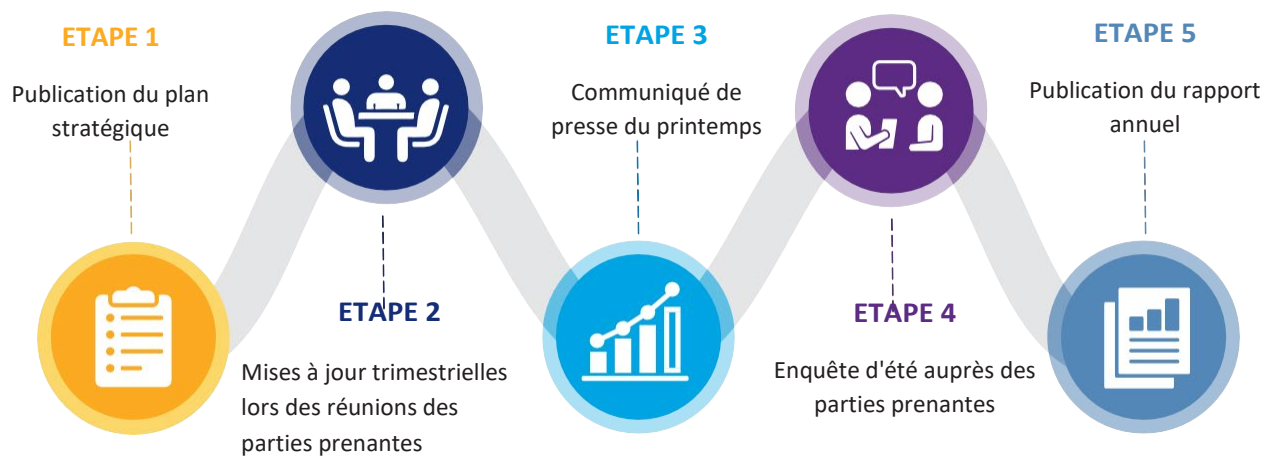 ETAPE 1
Publication du plan
stratégique
ETAPE 2
Mises à jour trimestrielles
lors des réunions des
parties prenantes
ETAPE 3
Communiqué de
presse du printemps
ETAPE 4
Enquête d'été auprès des
parties prenantes
ETAPE 5
Publication du rapport
annuel